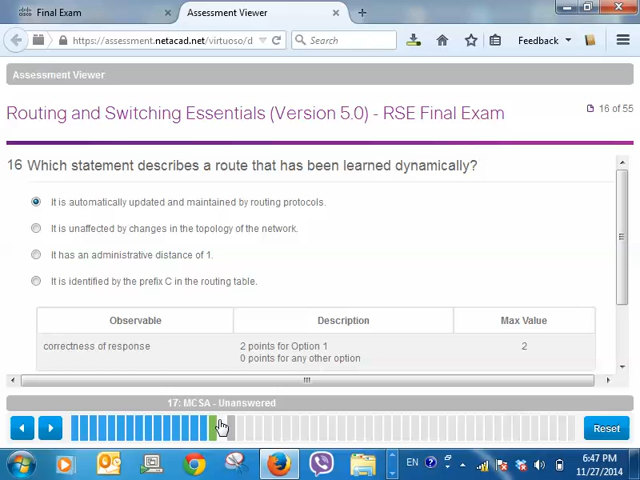 Final Exam
Assessment Viewer
https://assessment.netacad.net/virtuoso/d
Search
Feedback
Assessment Viewer
Routing and Switching Essentials (Version 5.0) - RSE Final Exam
16 of 55
16 Which statement describes a route that has been learned dynamically?
It is automatically updated and maintained by routing protocols.
It is unaffected by changes in the topology of the network.
It has an administrative distance of 1.
It is identified by the prefix C in the routing table.
Observable Description Max Value
correctness of response 2 points for Option 1 2
0 points for any other option
17: MCSA - Unanswered
Reset
EN 6:47 PM
11/27/2014